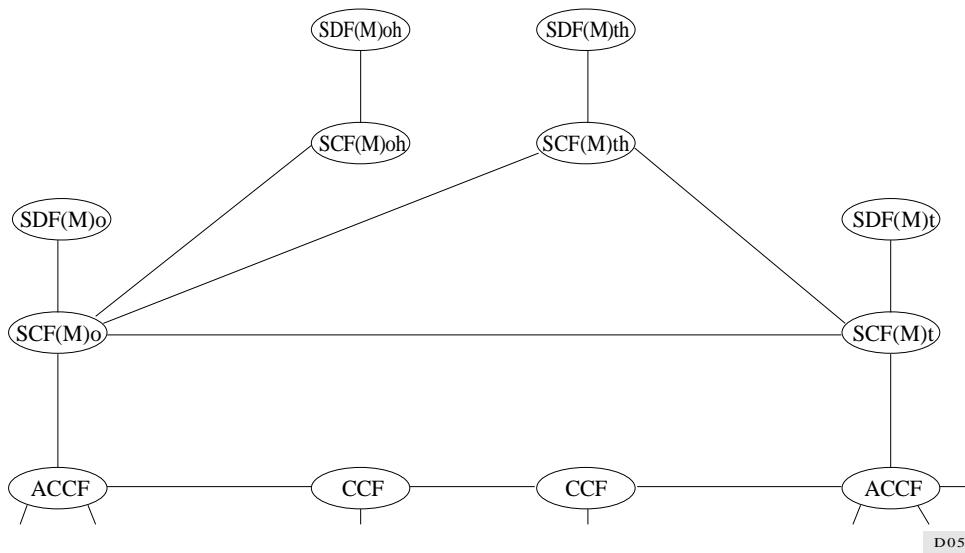 SDF(M)oh
SDF(M)th
SCF(M)oh
SCF(M)th
SDF(M)o
SDF(M)t
SCF(M)o
SCF(M)t
ACCF
CCF
CCF
ACCF
D05